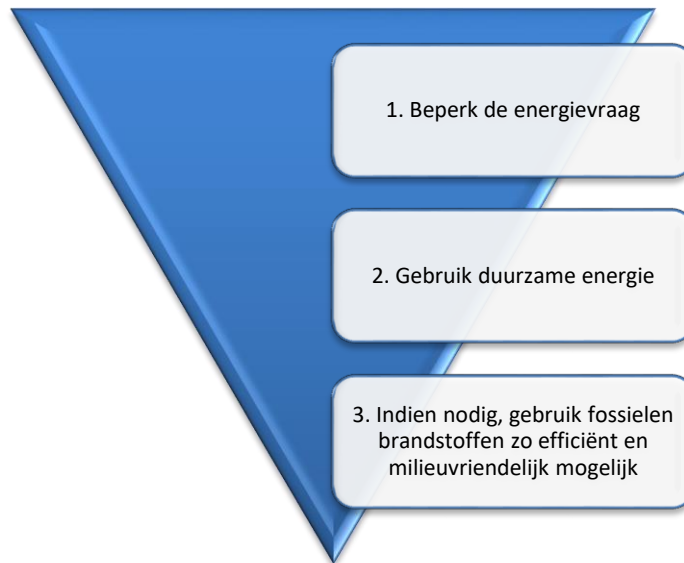 1. Beperk de energievraag
2. Gebruik duurzame energie
3. Indien nodig, gebruik fossielen
brandstoffen zo efficiënt en
milieuvriendelijk mogelijk